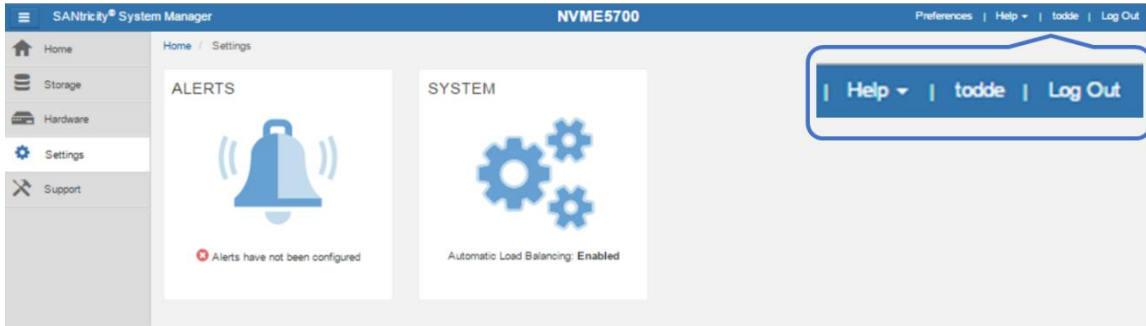 SANtricity® System Manager NVME5700 Preferences | Help | todde | Log Out
Home Home / Settings
Storage
Hardware
Settings
Support
ALERTS SYSTEM
| Help | todde | Log Out
Alerts have not been configured Automatic Load Balancing: Enabled